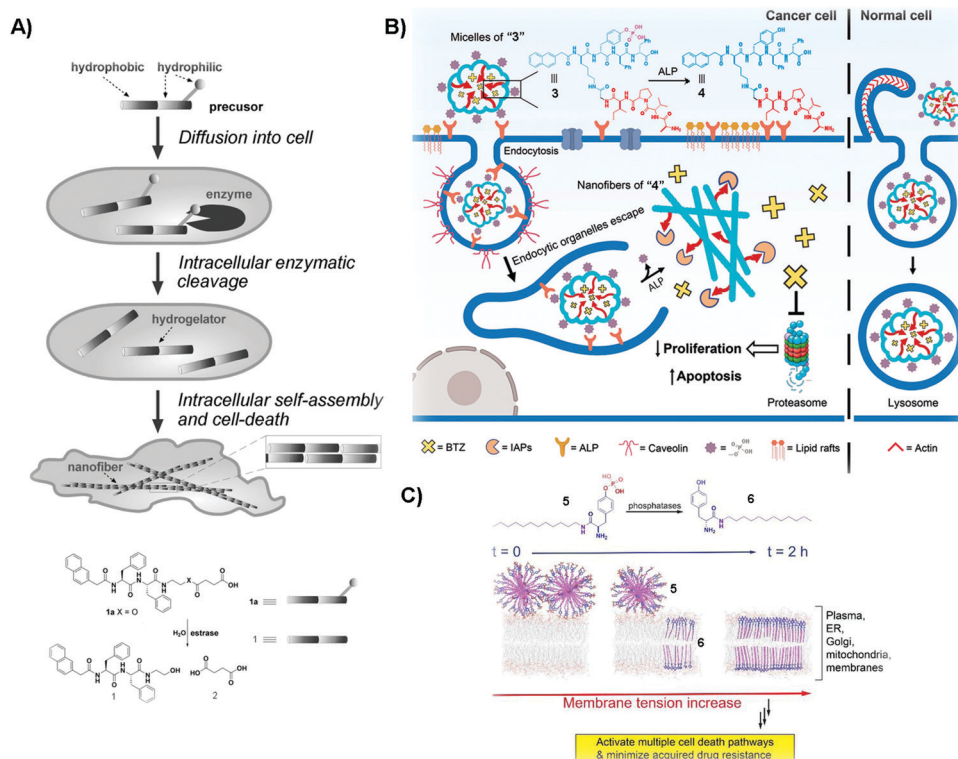 A)
hydrophobic
hydrophilic
precusor
Diffusion into cell
enzyme
Intracellular enzymatic
cleavage
hydrogelator
Intracellular self-assembly
and cell-death
nanofiber
1a X = O
H₂O estrase
1
2
1a
1
B)
Cancer cell
Normal cell
Micelles of "3"
3
ALP
4
Endocytosis
Nanofibers of "4"
Endocytic organelles escape
ALP
Proliferation
Apoptosis
Proteasome
Lysosome
= BTZ
= IAPs
= ALP
= Caveolin
=
= Lipid rafts
= Actin
C)
5
phosphatases
6
t = 0
t = 2 h
5
6
Plasma,
ER,
Golgi,
mitochondria,
membranes
Membrane tension increase
Activate multiple cell death pathways
& minimize acquired drug resistance